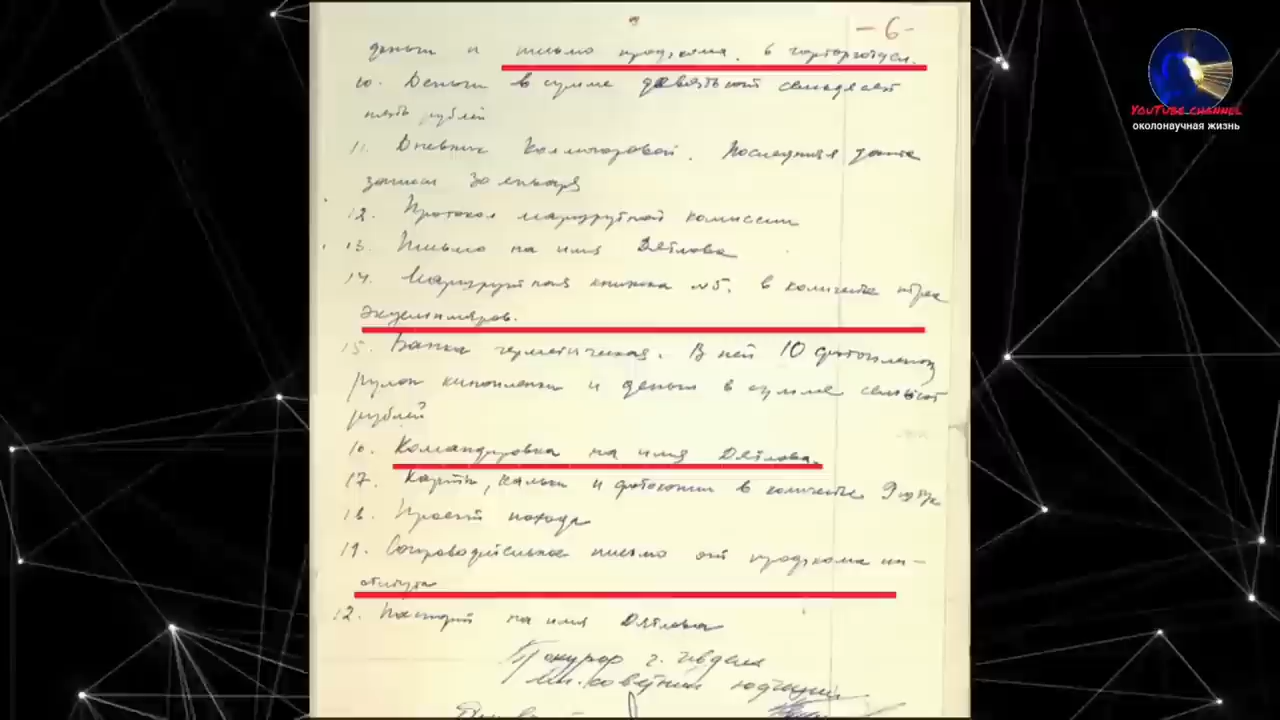 -6-
деньги и письмо профкома. в горторготдел.
10. Деньги в сумме девятьсот семьдесят
пять рублей
11. Дневник Колмогоровой. Последняя дата
записи 30 января
12. Протокол маршрутной комиссии
13. Письмо на имя Дятлова
14. Маршрутная книжка №5. в количестве трех
экземпляров.
15. Банка герметическая. В ней 10 фотопленок
рулон кинопленки и деньги в сумме семьсот
рублей
16. Командировка на имя Дятлова.
17. Карты, кальки и фотокопии в количестве 9 штук
18. Проект похода
19. Сопроводительное письмо от профкома ин-
ститута
12. Паспорт на имя Дятлова
Прокурор г. Ивделя
Мл. советник юстиции
YouTube channel
околонаучная жизнь